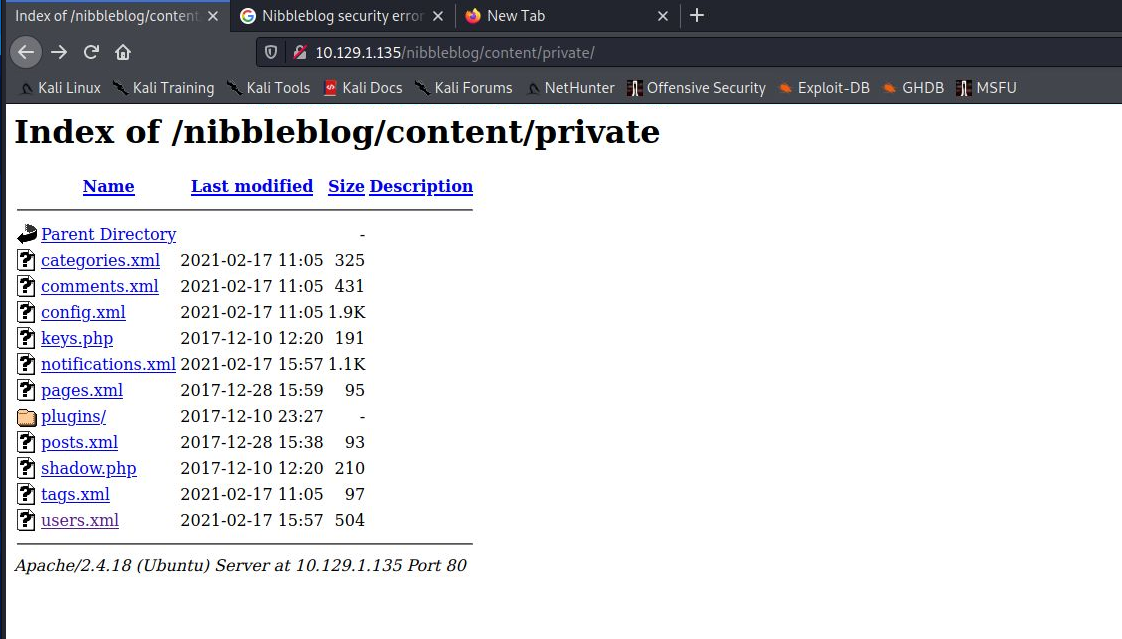 Index of /nibbleblog/content Nibbleblog security error New Tab
10.129.1.135/nibbleblog/content/private/
Kali Linux Kali Training Kali Tools Kali Docs Kali Forums NetHunter Offensive Security Exploit-DB GHDB MSFU
Index of /nibbleblog/content/private
Name Last modified Size Description
Parent Directory -
categories.xml 2021-02-17 11:05 325
comments.xml 2021-02-17 11:05 431
config.xml 2021-02-17 11:05 1.9K
keys.php 2017-12-10 12:20 191
notifications.xml 2021-02-17 15:57 1.1K
pages.xml 2017-12-28 15:59 95
plugins/ 2017-12-10 23:27 -
posts.xml 2017-12-28 15:38 93
shadow.php 2017-12-10 12:20 210
tags.xml 2021-02-17 11:05 97
users.xml 2021-02-17 15:57 504
Apache/2.4.18 (Ubuntu) Server at 10.129.1.135 Port 80